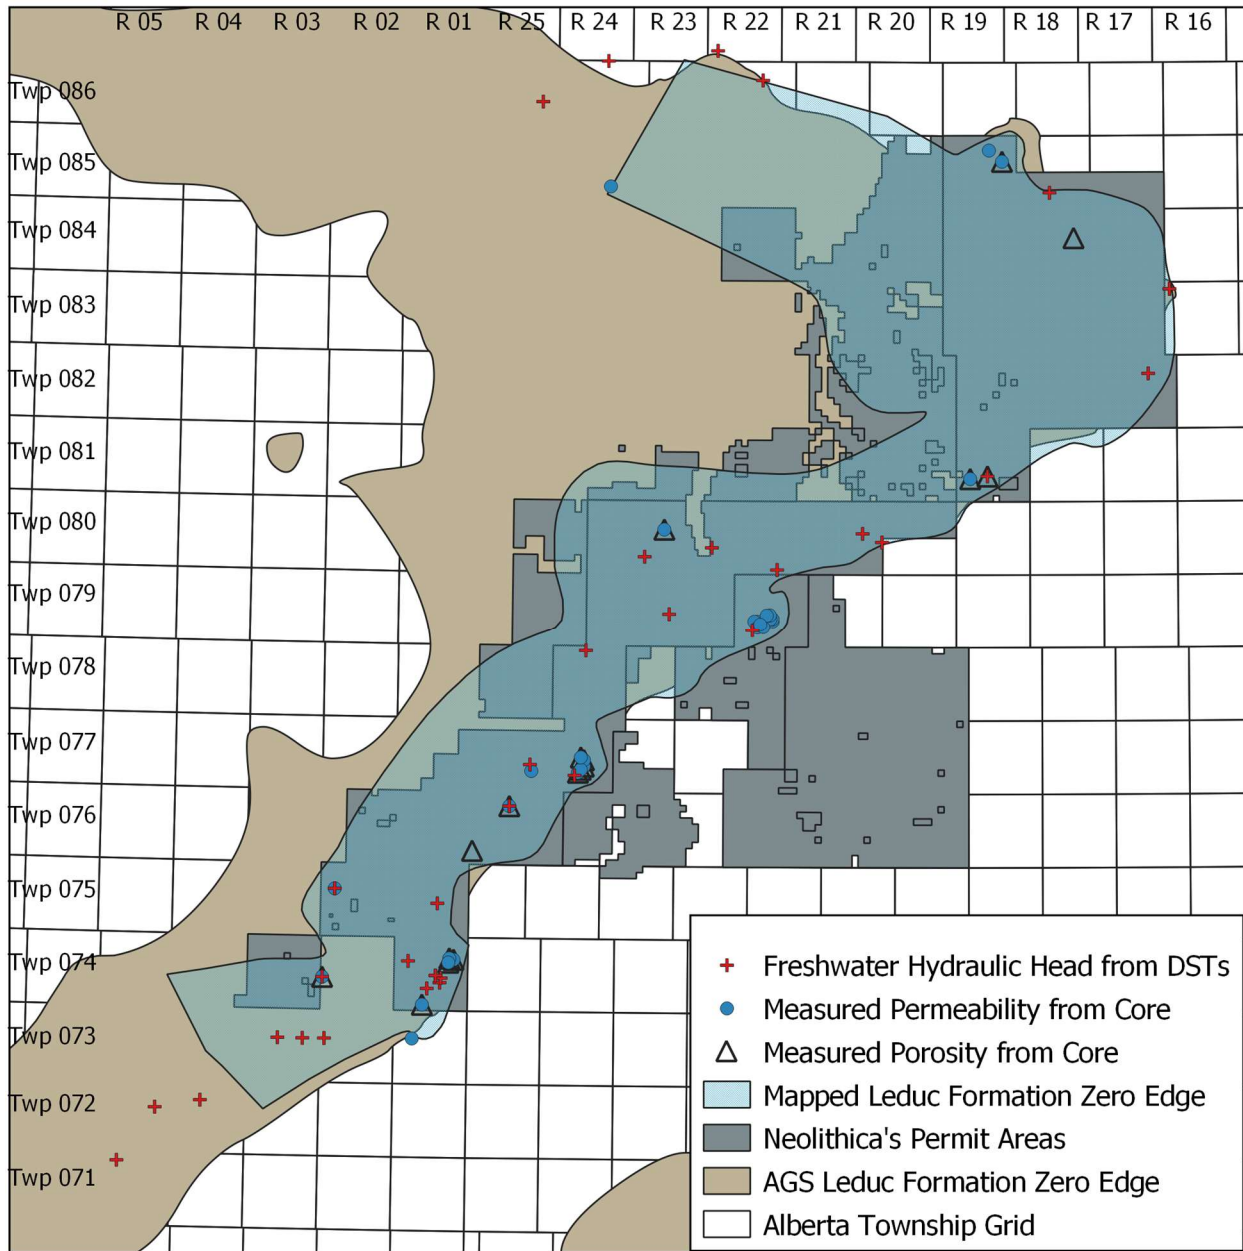 R 05 R 04 R 03 R 02 R 01 R 25 R 24 R 23 R 22 R 21 R 20 R 19 R 18 R 17 R 16
Twp 086
Twp 085
Twp 084
Twp 083
Twp 082
Twp 081
Twp 080
Twp 079
Twp 078
Twp 077
Twp 076
Twp 075
Twp 074
Twp 073
Twp 072
Twp 071
Freshwater Hydraulic Head from DSTs
Measured Permeability from Core
Measured Porosity from Core
Mapped Leduc Formation Zero Edge
Neolithica's Permit Areas
AGS Leduc Formation Zero Edge
Alberta Township Grid